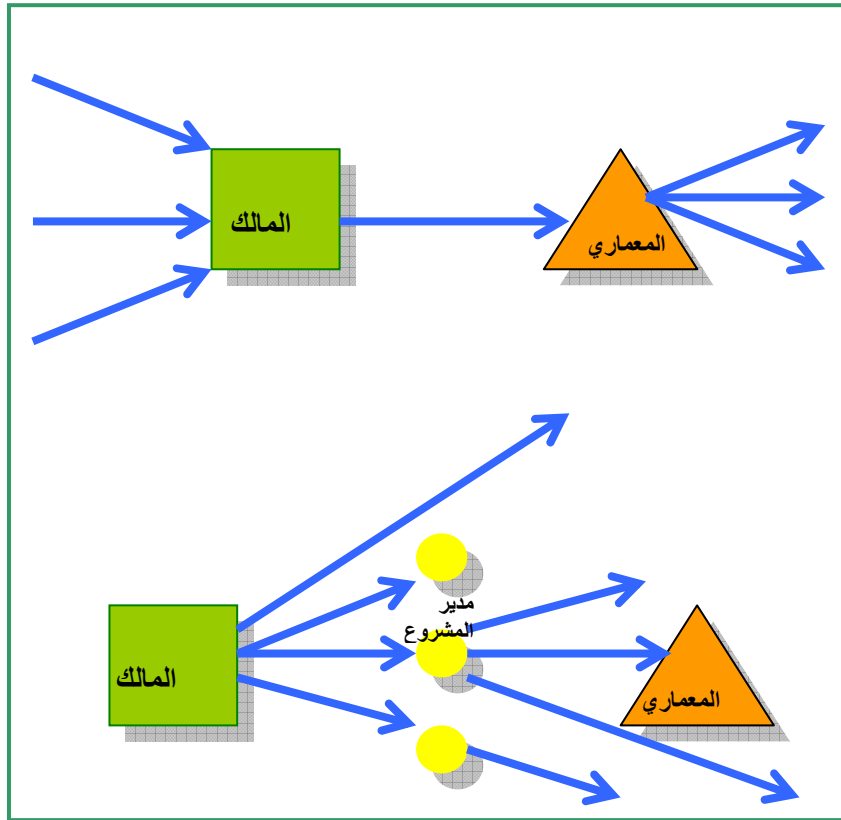 المالك
المعماري
مدير
المشروع
المالك
المعماري